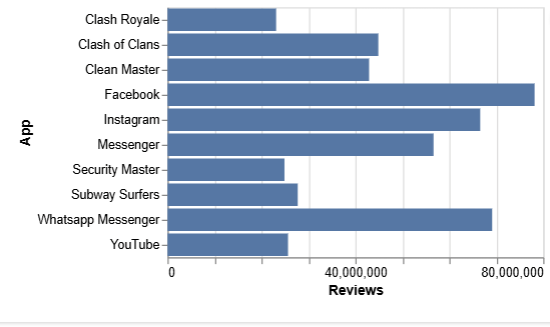 Clash Royale
Clash of Clans
Clean Master
Facebook
Instagram
Messenger
Security Master
Subway Surfers
Whatsapp Messenger
YouTube
App
0 40,000,000 80,000,000
Reviews